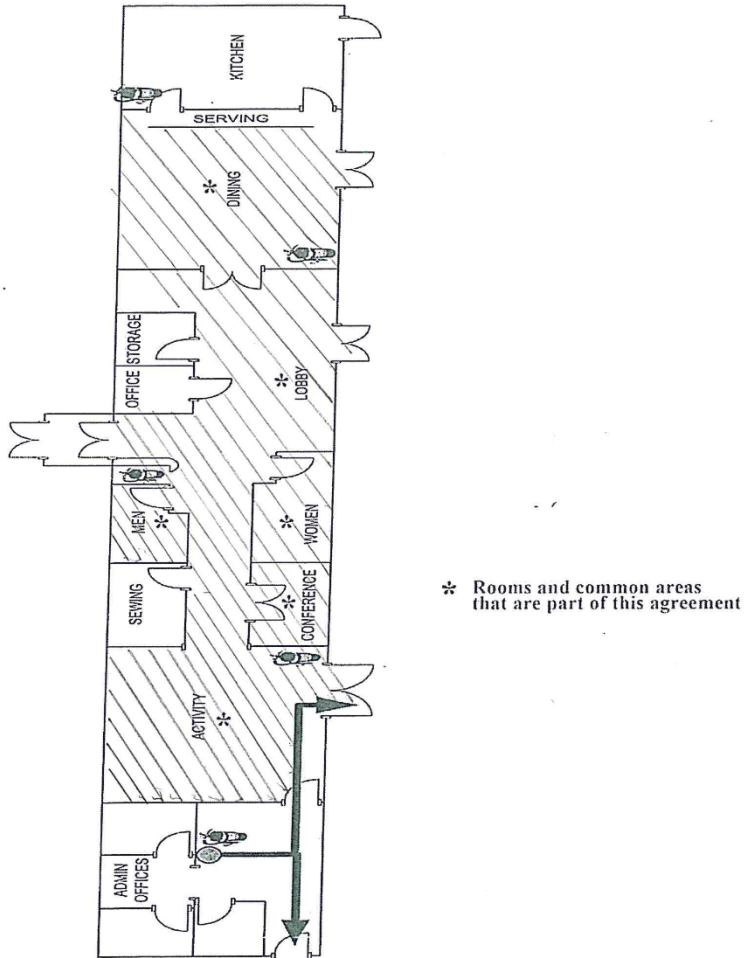 KITCHEN
SERVING
* DINING
STORAGE
OFFICE
* LOBBY
MEN *
* WOMEN
SEWING
* CONFERENCE
* Rooms and common areas
that are part of this agreement
ACTIVITY *
ADMIN
OFFICES